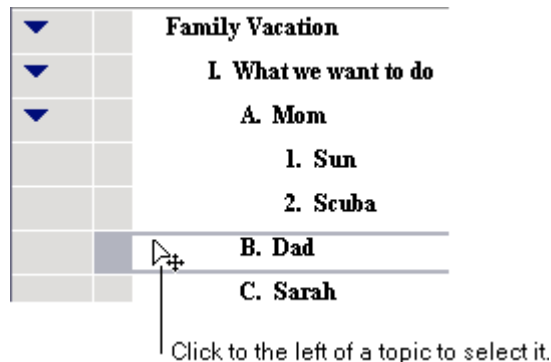 Family Vacation
I. What we want to do
A. Mom
1. Sun
2. Scuba
B. Dad
C. Sarah
Click to the left of a topic to select it.